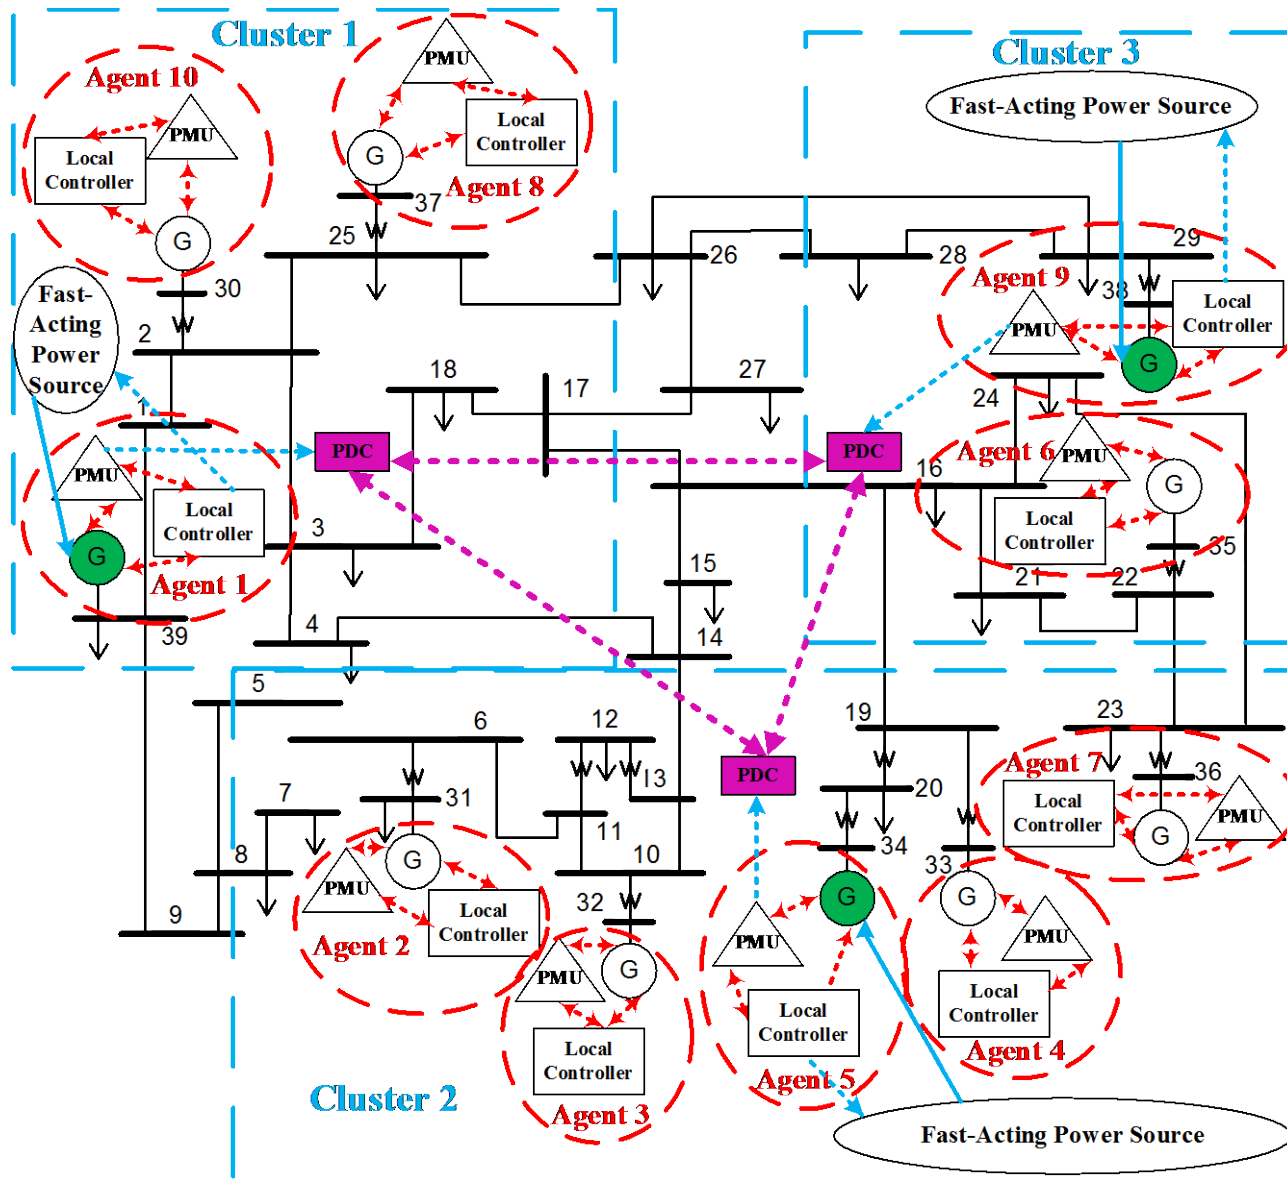 Cluster 1
Agent 10
PMU
Local
Controller
G
30
PMU
G
Local
Controller
Agent 8
37
25
Cluster 3
Fast-Acting Power Source
26
28
29
Agent 9
38
PMU
Local
Controller
G
24
Fast-
Acting
Power
Source
2
1
18
17
27
PDC
PDC
16
Agent 6
PMU
G
Local
Controller
35
PMU
Local
Controller
G
Agent 1
39
3
4
15
14
21
22
5
6
12
13
11
10
7
8
9
31
G
PMU
Local
Controller
Agent 2
32
PMU
G
Local
Controller
Agent 3
Cluster 2
PDC
19
20
34
33
G
PMU
Local
Controller
Agent 5
G
PMU
Local
Controller
Agent 4
23
Agent 7
36
Local
Controller
G
PMU
Fast-Acting Power Source